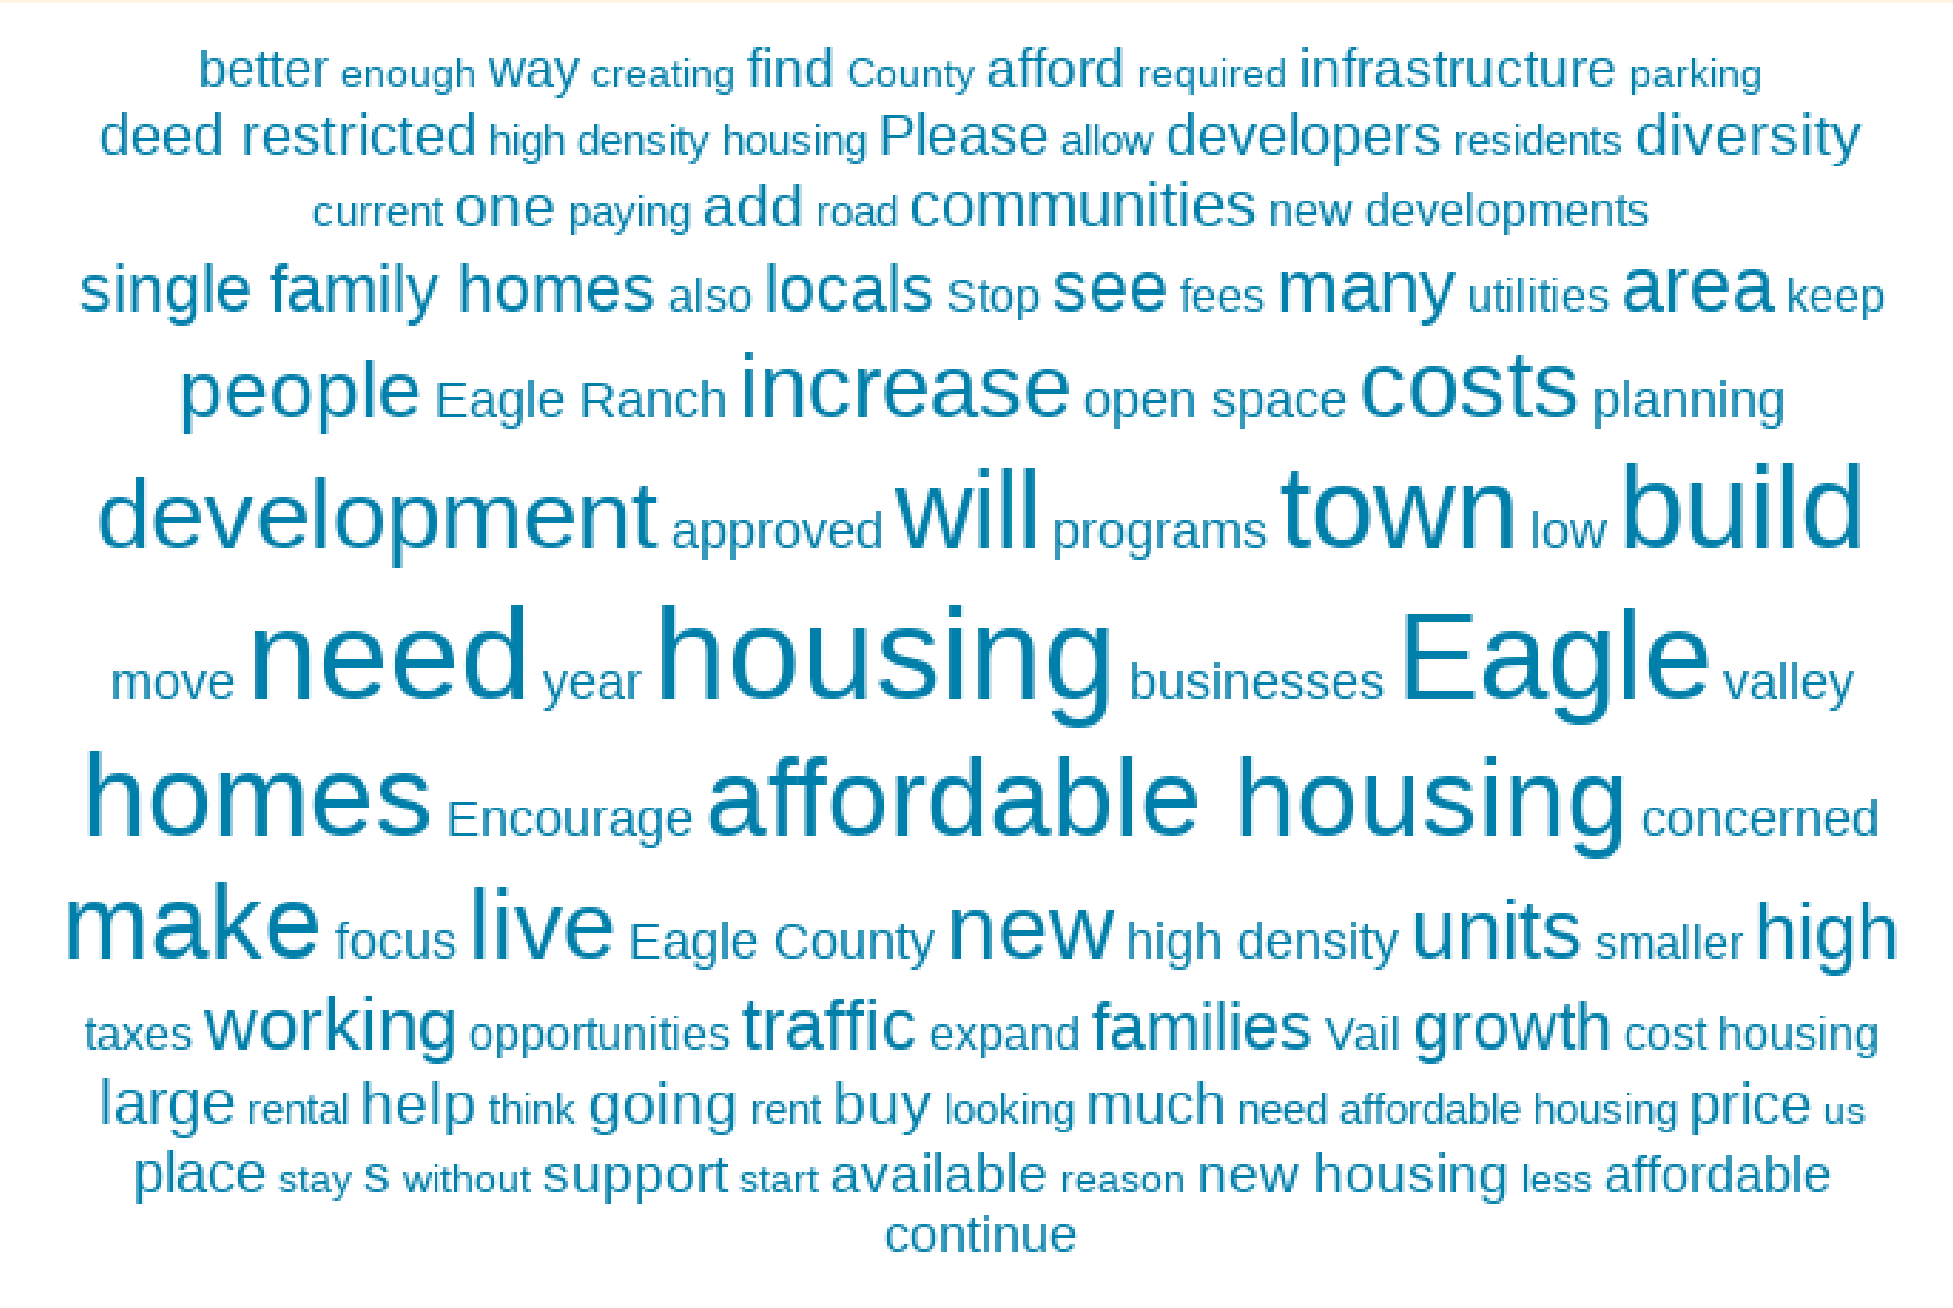 better enough way creating find County afford required infrastructure parking
deed restricted high density housing Please allow developers residents diversity
current one paying add road communities new developments
single family homes also locals Stop see fees many utilities area keep
people Eagle Ranch increase open space costs planning
development approved will programs town low build
move need year housing businesses Eagle valley
homes Encourage affordable housing concerned
make focus live Eagle County new high density units smaller high
taxes working opportunities traffic expand families Vail growth cost housing
large rental help think going rent buy looking much need affordable housing price us
place stay s without support start available reason new housing less affordable
continue